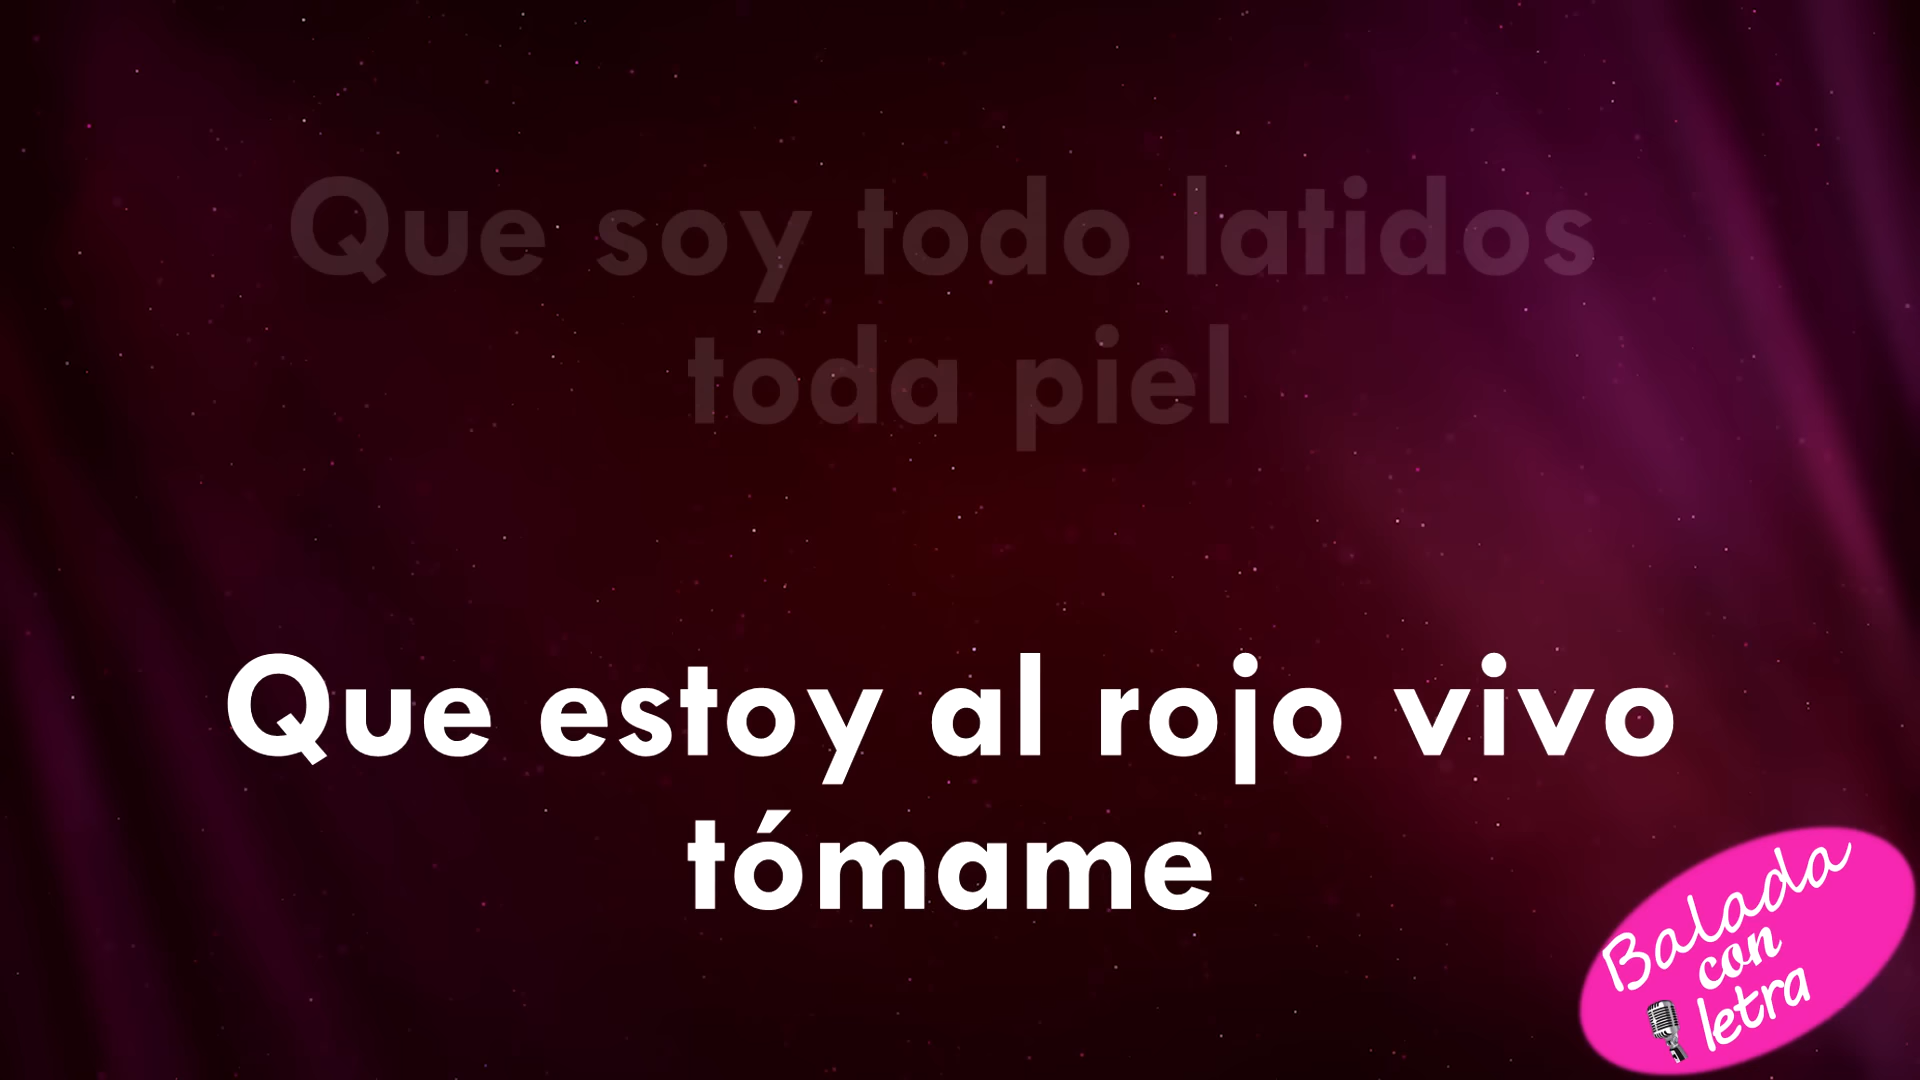 Que soy todo latidos
toda piel
Que estoy al rojo vivo
tómame
Balada
con
letra